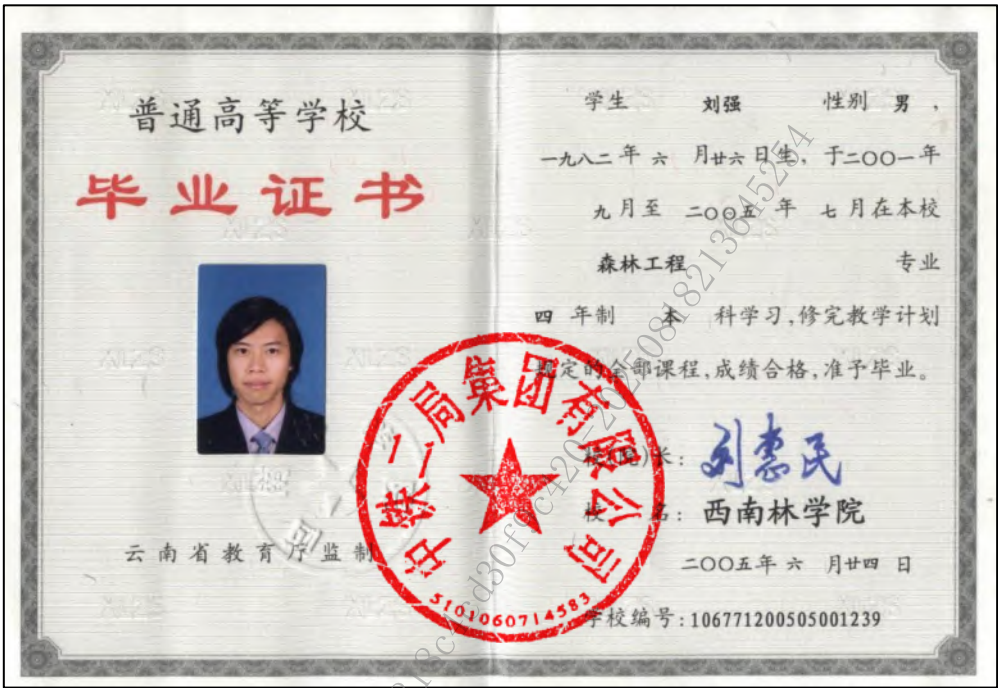 普通高等学校
毕业证书
云南省教育厅监制
学生 刘强 性别 男 ,
一九八二年 六 月廿六日生, 于二〇〇一年
九月至 二〇〇五年 七月在本校
森林工程 专业
四 年制 本 科学习,修完教学计划
规定的全部课程,成绩合格,准予毕业。
校(院)长: 刘惠民
校 名: 西南林学院
二〇〇五年 六 月廿四 日
学校编号:106771200505001239
中铁二局集团有限公司
5101060714583